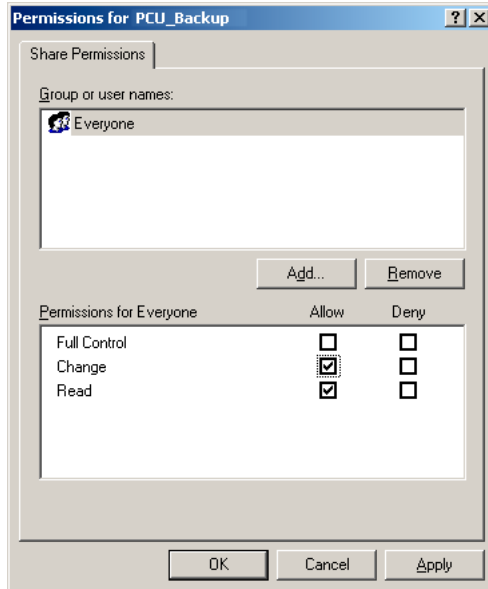 Permissions for PCU_Backup
Share Permissions
Group or user names:
Everyone
Add... Remove
Permissions for Everyone Allow Deny
Full Control
Change
Read
OK Cancel Apply